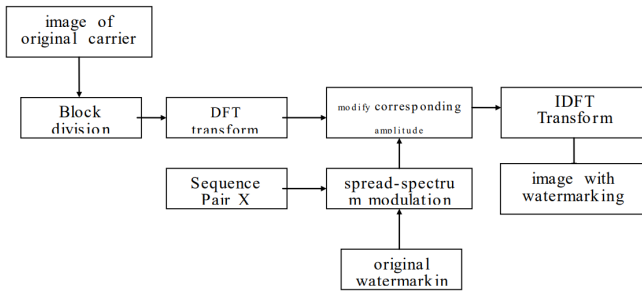 image of
original carrier
Block
division
DFT
transform
modify corresponding
amplitude
IDFT
Transform
Sequence
Pair X
spread-spectru
m modulation
image with
watermarking
original
watermarkin